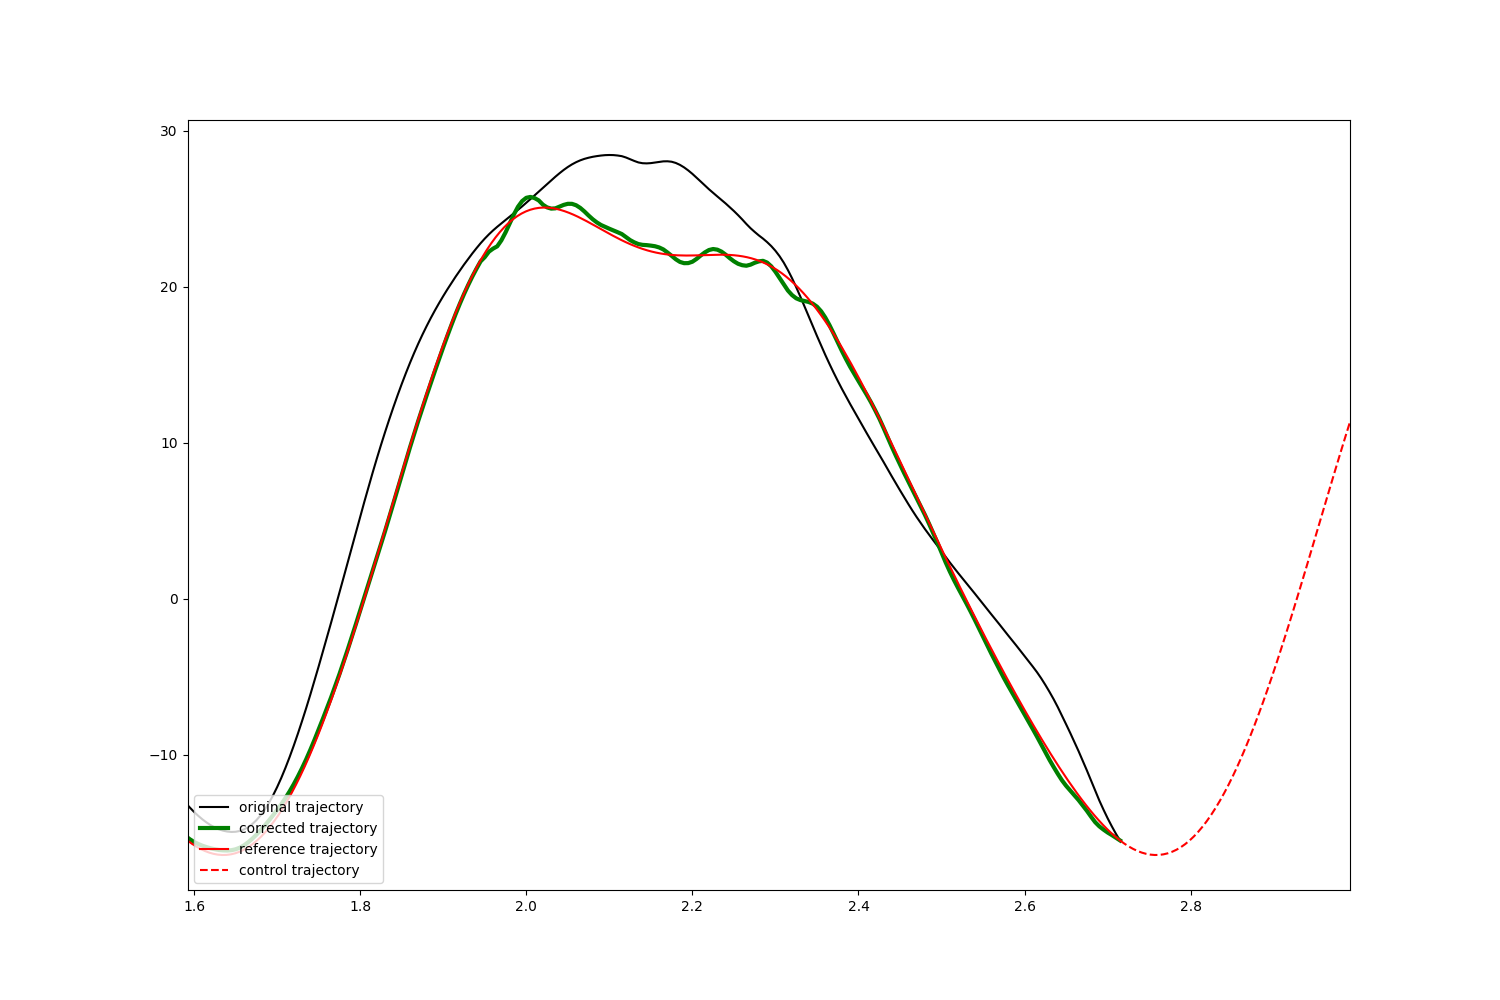 30
20
10
0
−10
original trajectory
corrected trajectory
reference trajectory
control trajectory
1.6 1.8 2.0 2.2 2.4 2.6 2.8